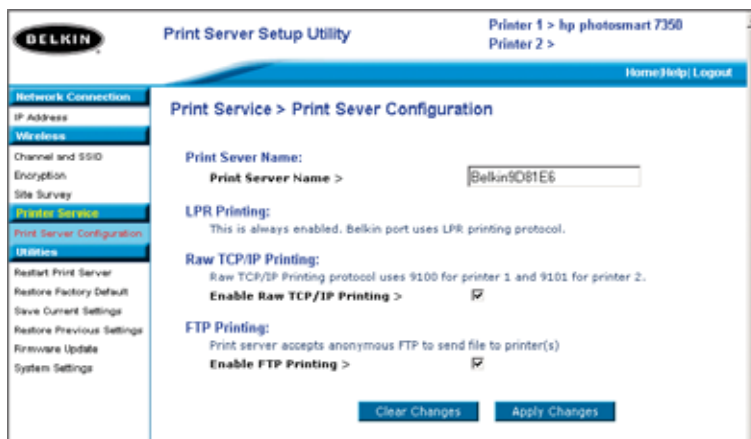 BELKIN
Print Server Setup Utility
Printer 1 > hp photosmart 7350
Printer 2 >
Home|Help| Logout
Network Connection
IP Address
Wireless
Channel and SSID
Encryption
Site Survey
Printer Service
Print Server Configuration
Utilities
Restart Print Server
Restore Factory Default
Save Current Settings
Restore Previous Settings
Firmware Update
System Settings
Print Service > Print Sever Configuration
Print Sever Name:
Print Server Name > Belkin9D81E6
LPR Printing:
This is always enabled. Belkin port uses LPR printing protocol.
Raw TCP/IP Printing:
Raw TCP/IP Printing protocol uses 9100 for printer 1 and 9101 for printer 2.
Enable Raw TCP/IP Printing >
FTP Printing:
Print server accepts anonymous FTP to send file to printer(s)
Enable FTP Printing >
Clear Changes Apply Changes